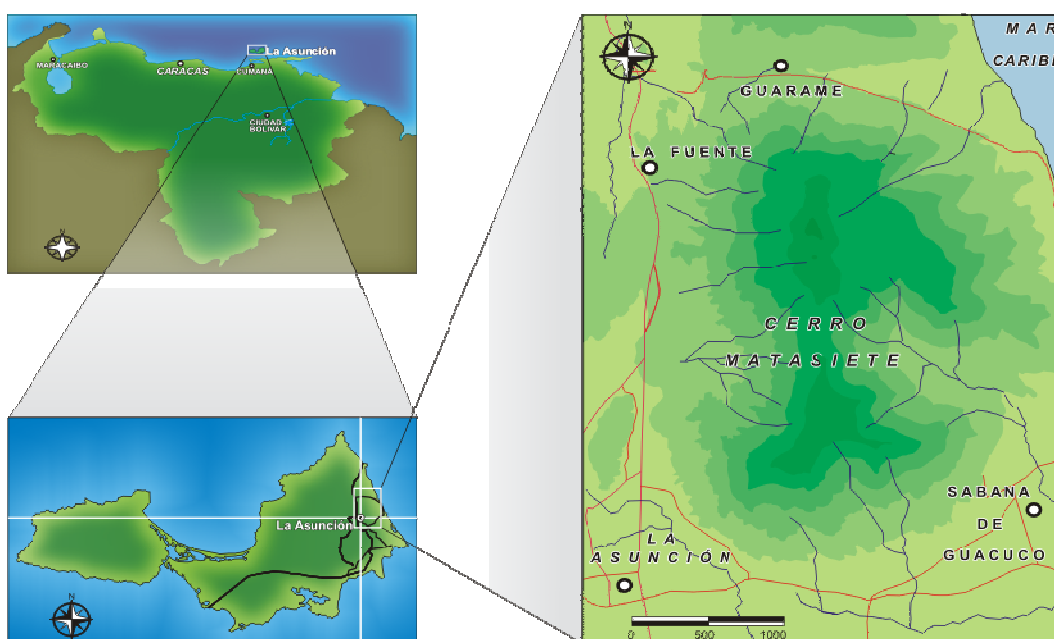 La Asunción
MARACAIBO
CARACAS
CUMANA
CIUDAD
BOLIVAR
N
La Asunción
N
N
MAR
CARIBE
GUARAME
LA FUENTE
CERRO
MATASIETE
SABANA
DE
GUACUCO
LA
ASUNCIÓN
0 500 1000